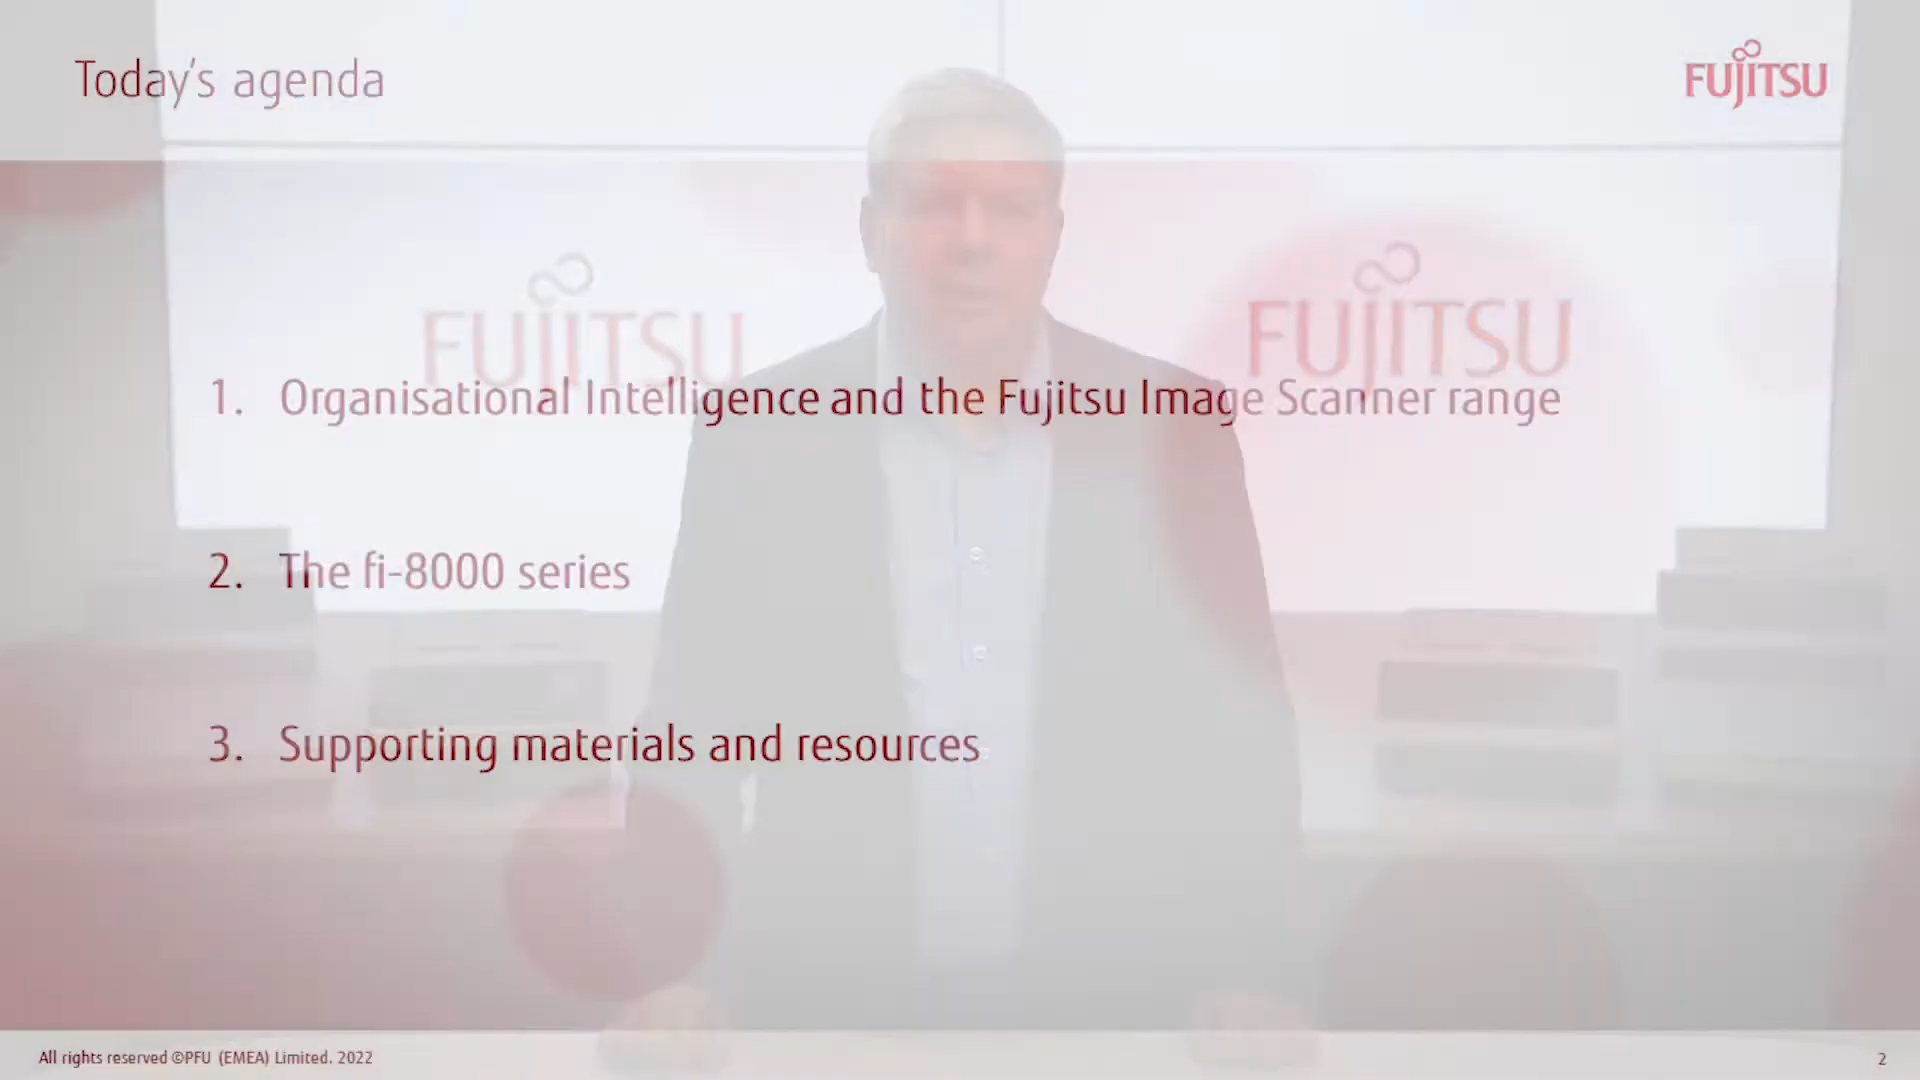 Today's agenda
FUJITSU
FUJITSU
FUJITSU
1. Organisational Intelligence and the Fujitsu Image Scanner range
2. The fi-8000 series
3. Supporting materials and resources
All rights reserved ©PFU (EMEA) Limited. 2022
2